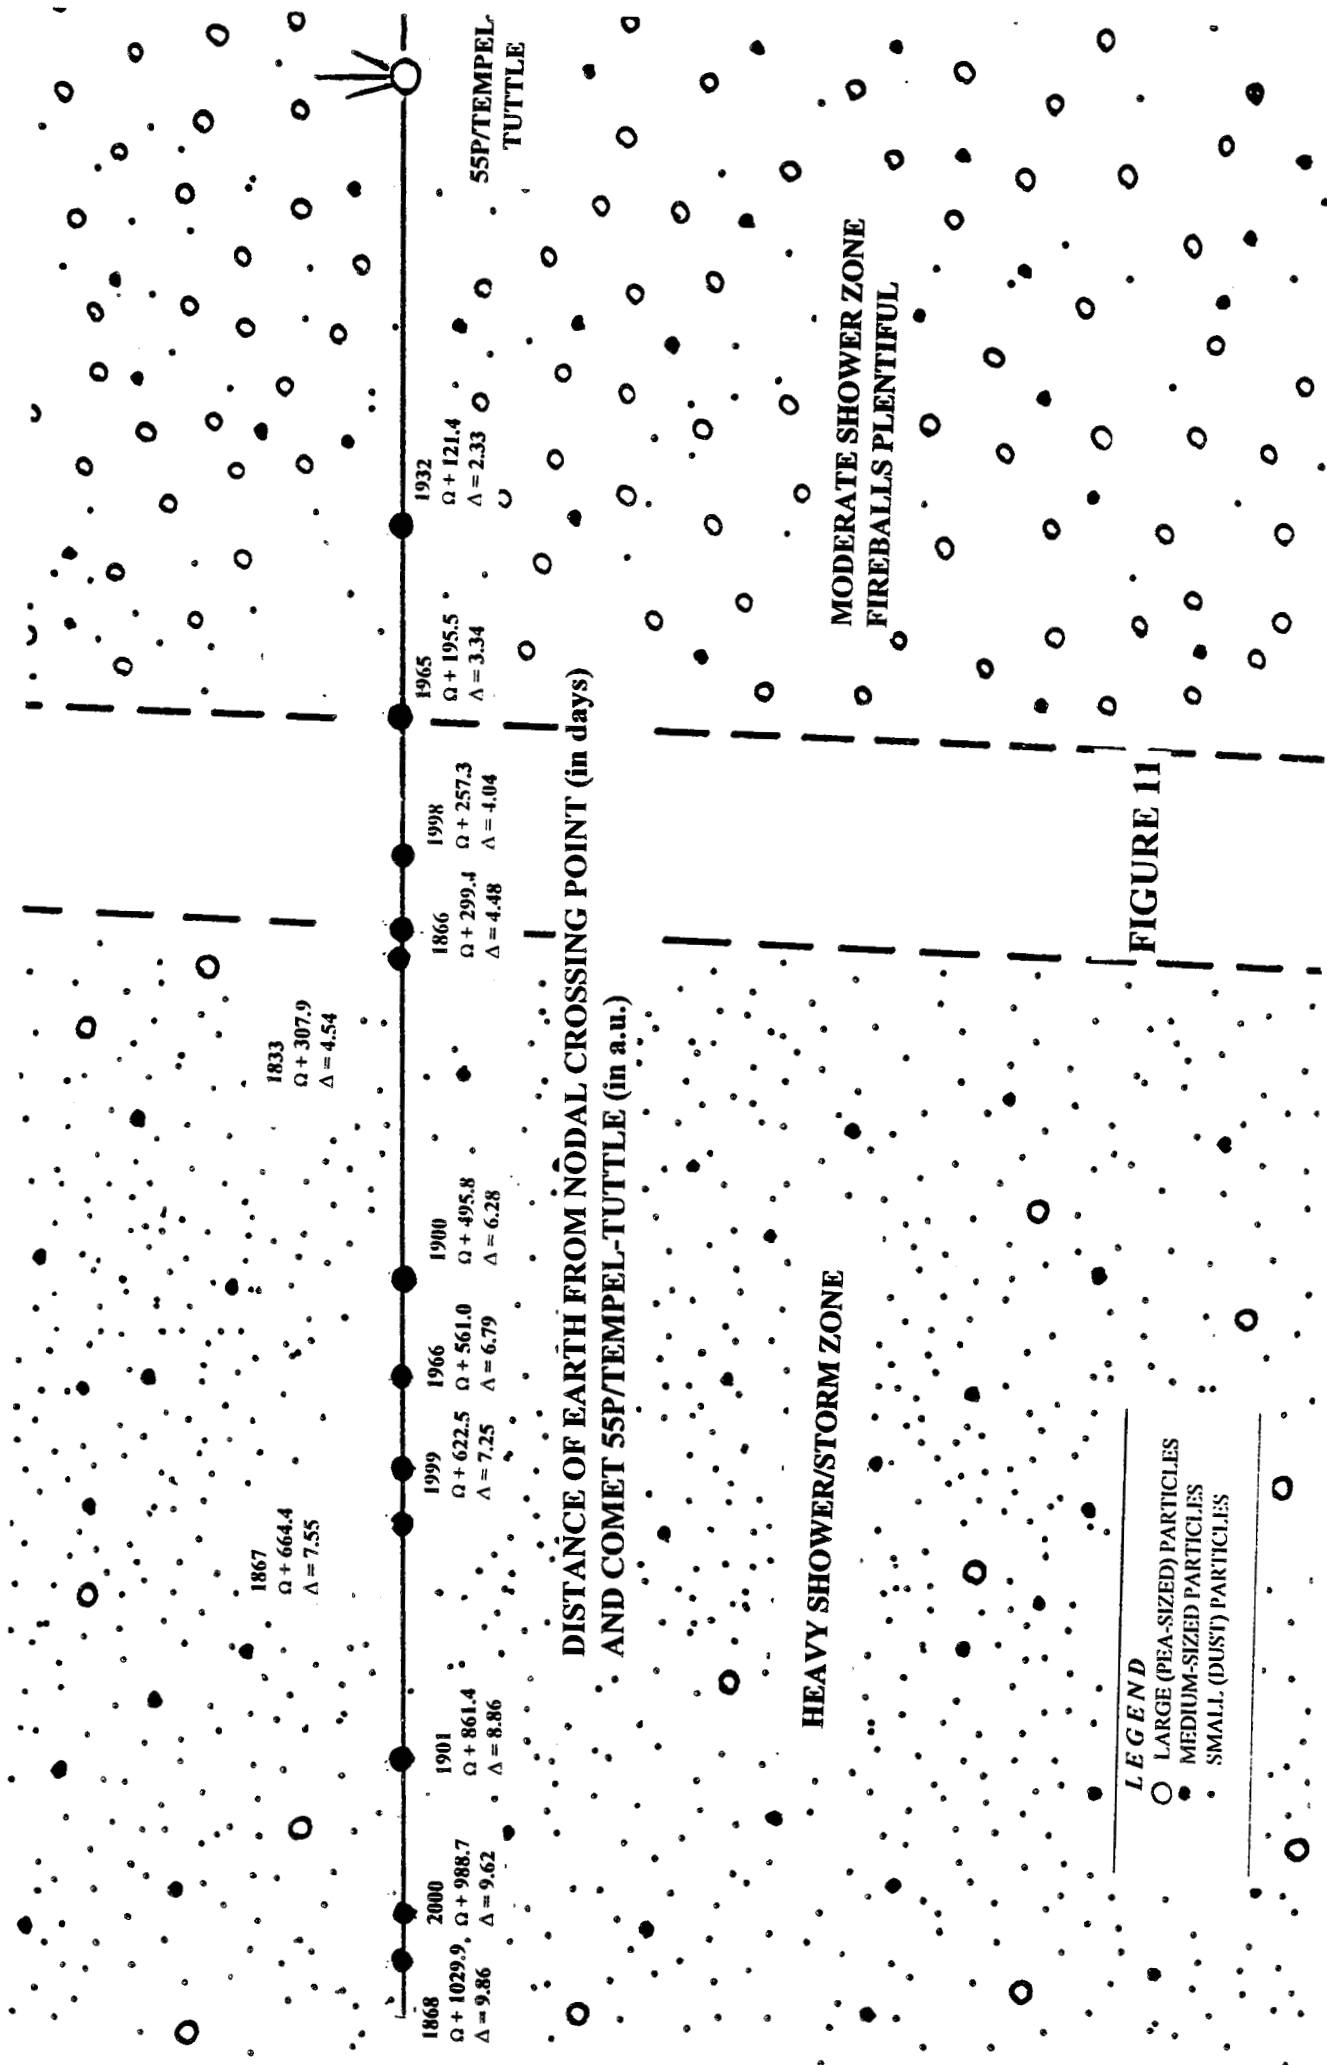 55P/TEMPEL-
TUTTLE
1932
Ω + 121.4
Δ = 2.33
1965
Ω + 195.5
Δ = 3.34
1998
Ω + 257.3
Δ = 4.04
1866
Ω + 299.4
Δ = 4.48
1833
Ω + 307.9
Δ = 4.54
1900
Ω + 495.8
Δ = 6.28
1966
Ω + 561.0
Δ = 6.79
1999
Ω + 622.5
Δ = 7.25
1867
Ω + 664.4
Δ = 7.55
1901
Ω + 861.4
Δ = 8.86
2000
Ω + 988.7
Δ = 9.62
1868
Ω + 1029.9
Δ = 9.86
DISTANCE OF EARTH FROM NODAL CROSSING POINT (in days)
AND COMET 55P/TEMPEL-TUTTLE (in a.u.)
HEAVY SHOWER/STORM ZONE
MODERATE SHOWER ZONE
FIREBALLS PLENTIFUL
LEGEND
LARGE (PEA-SIZED) PARTICLES
MEDIUM-SIZED PARTICLES
SMALL (DUST) PARTICLES
FIGURE 11